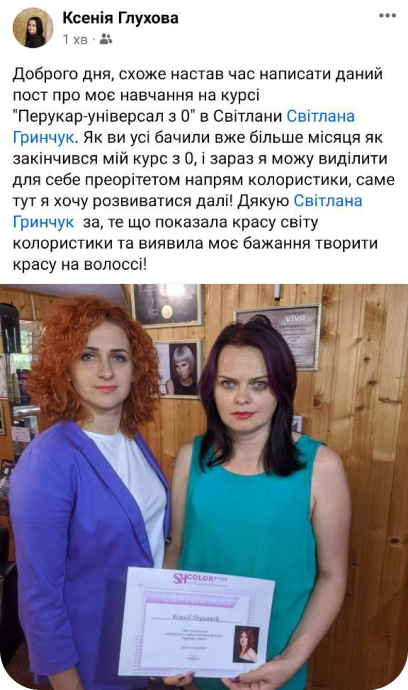 Ксенія Глухова
1 хв
Доброго дня, схоже настав час написати даний
пост про моє навчання на курсі
"Перукар-універсал з 0" в Світлани Світлана
Гринчук. Як ви усі бачили вже більше місяця як
закінчився мій курс з 0, і зараз я можу виділити
для себе преорітетом напрям колористики, саме
тут я хочу розвиватися далі! Дякую Світлана
Гринчук за, те що показала красу світу
колористики та виявила моє бажання творити
красу на волоссі!
VIVA
SH COLOR STYLE
СЕРТИФІКАТ
Ксенії Глуховій